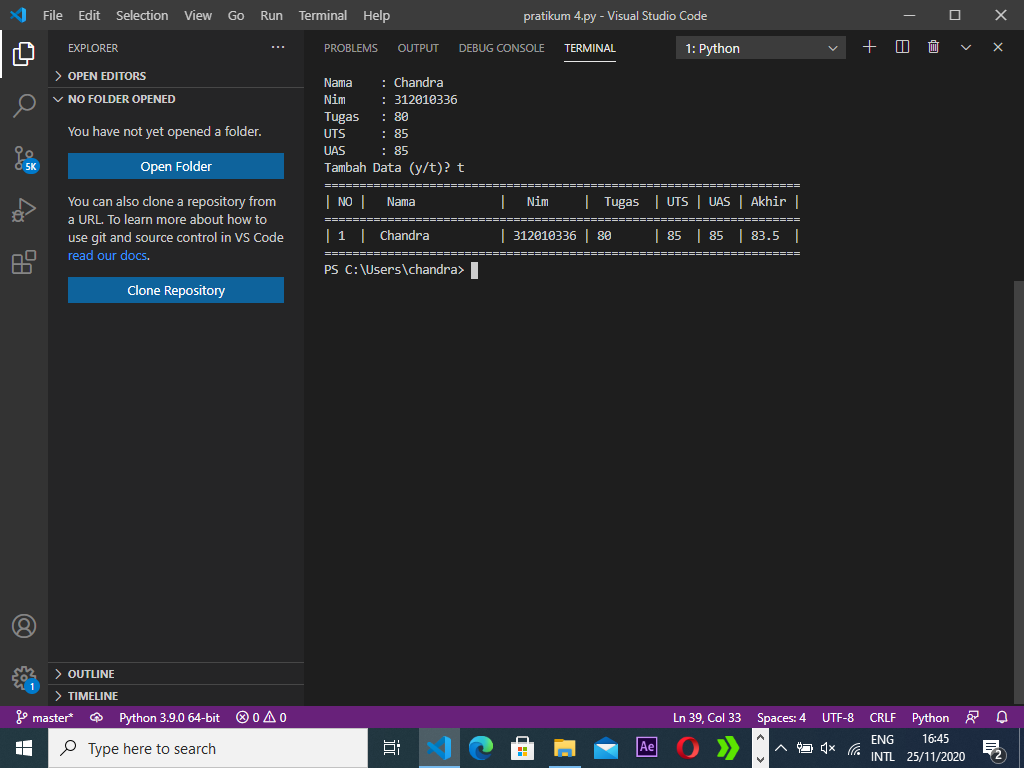 File Edit Selection View Go Run Terminal Help pratikum 4.py - Visual Studio Code
EXPLORER
OPEN EDITORS
NO FOLDER OPENED
You have not yet opened a folder.
Open Folder
You can also clone a repository from
a URL. To learn more about how to
use git and source control in VS Code
read our docs.
Clone Repository
OUTLINE
TIMELINE
5K
1
PROBLEMS OUTPUT DEBUG CONSOLE TERMINAL 1: Python
Nama : Chandra
Nim : 312010336
Tugas : 80
UTS : 85
UAS : 85
Tambah Data (y/t)? t
====================================================================
| NO | Nama | Nim | Tugas | UTS | UAS | Akhir |
====================================================================
| 1 | Chandra | 312010336 | 80 | 85 | 85 | 83.5 |
====================================================================
PS C:\Users\chandra>
master* Python 3.9.0 64-bit 0 0 Ln 39, Col 33 Spaces: 4 UTF-8 CRLF Python
Type here to search
Ae
ENG
INTL
16:45
25/11/2020
2